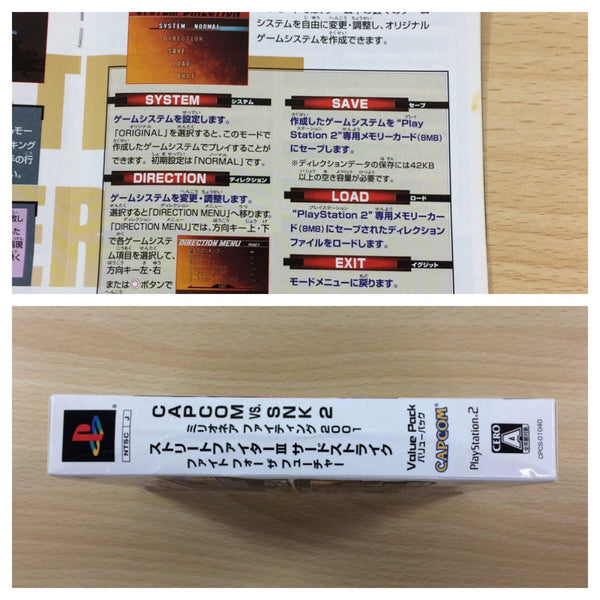 SYSTEM DIRECTION
SYSTEM NORMAL
DIRECTION
SAVE
LOAD
EXIT
システムを自由に変更・調整し、オリジナル
ゲームシステムを作成できます。
SYSTEM システム
ゲームシステムを設定します。
「ORIGINAL」を選択すると、このモードで
作成したゲームシステムでプレイすることが
できます。初期設定は「NORMAL」です。
DIRECTION ディレクション
ゲームシステムを変更・調整します。
選択すると「DIRECTION MENU」へ移ります。
「DIRECTION MENU」では、方向キー上・下
で各ゲームシステ
ム項目を選択して、
方向キー左・右
または○ボタンで
DIRECTION MENU PAGE 1
SAVE セーブ
作成したゲームシステムを“Play
Station 2”専用メモリーカード(8MB)
にセーブします。
※ディレクションデータの保存には42KB
以上の空き容量が必要です。
LOAD ロード
“PlayStation 2”専用メモリーカー
ド(8MB)にセーブされたディレクション
ファイルをロードします。
EXIT イグジット
モードメニューに戻ります。
NTSC J
CAPCOM VS. SNK 2
ミリオネア ファイティング 2001
ストリートファイターIII サードストライク
ファイト フォー ザ フューチャー
Value Pack
バリューパック
CAPCOM
PlayStation 2
CERO A 全年齢対象
CPCS-01040